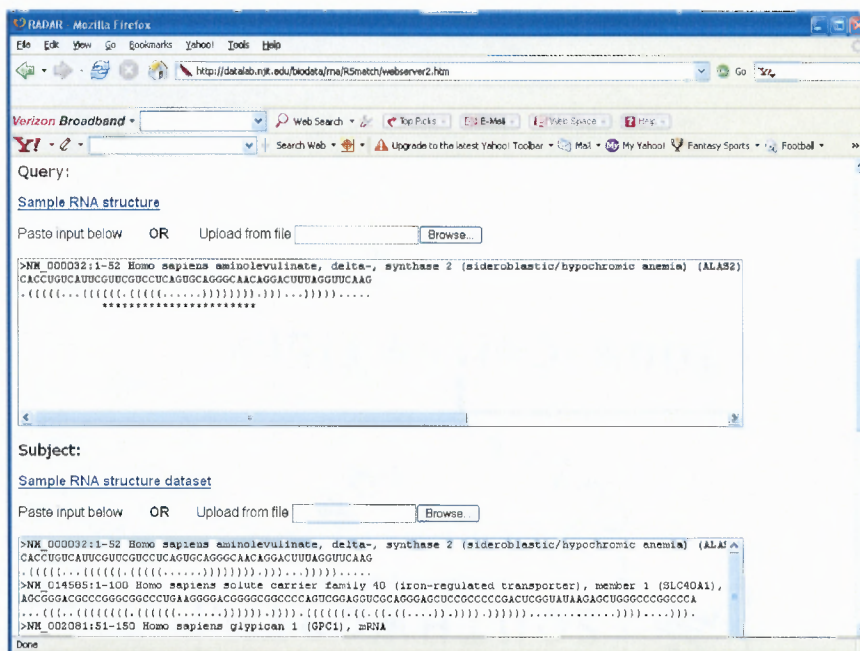 RADAR - Mozilla Firefox
File Edit View Go Bookmarks Yahoo! Tools Help
http://datalab.njit.edu/biodata/rna/RSmatch/webserver2.htm Go
Verizon Broadband Web Search Top Picks E-Mail Web Space Help
Y! Search Web Upgrade to the latest Yahoo! Toolbar Mail My Yahoo! Fantasy Sports Football »
Query:
Sample RNA structure
Paste input below OR Upload from file Browse...
>NM_000032:1-52 Homo sapiens aminolevulinate, delta-, synthase 2 (sideroblastic/hypochromic anemia) (ALAS2)
CACCUGUCAUUCGUUCGUCCUCAGUGCAGGGCAACAGGACUUUAGGUUCAAG
.(((((...((((((.(((((......)))))))).)))...))))).....
************************
Subject:
Sample RNA structure dataset
Paste input below OR Upload from file Browse...
>NM_000032:1-52 Homo sapiens aminolevulinate, delta-, synthase 2 (sideroblastic/hypochromic anemia) (ALAS
CACCUGUCAUUCGUUCGUCCUCAGUGCAGGGCAACAGGACUUUAGGUUCAAG
.(((((...((((((.(((((......)))))))).)))...))))).....
>NM_014585:1-100 Homo sapiens solute carrier family 40 (iron-regulated transporter), member 1 (SLC40A1),
AGCGGGACGCCCGGGCGGCCCUGAAGGGGACGGGGCGGCCCCAGUCGGAGGUCGCAGGGAGCUCCGCCCCCGACUCGGUAUAAGAGCUGGGCCCGGCCCA
...(((..(((((((((.((((((.......)))))).)))).((((((.((.((.((....)).)).)).))))))............))))....))).
>NM_002081:51-150 Homo sapiens glypican 1 (GPC1), mRNA
Done